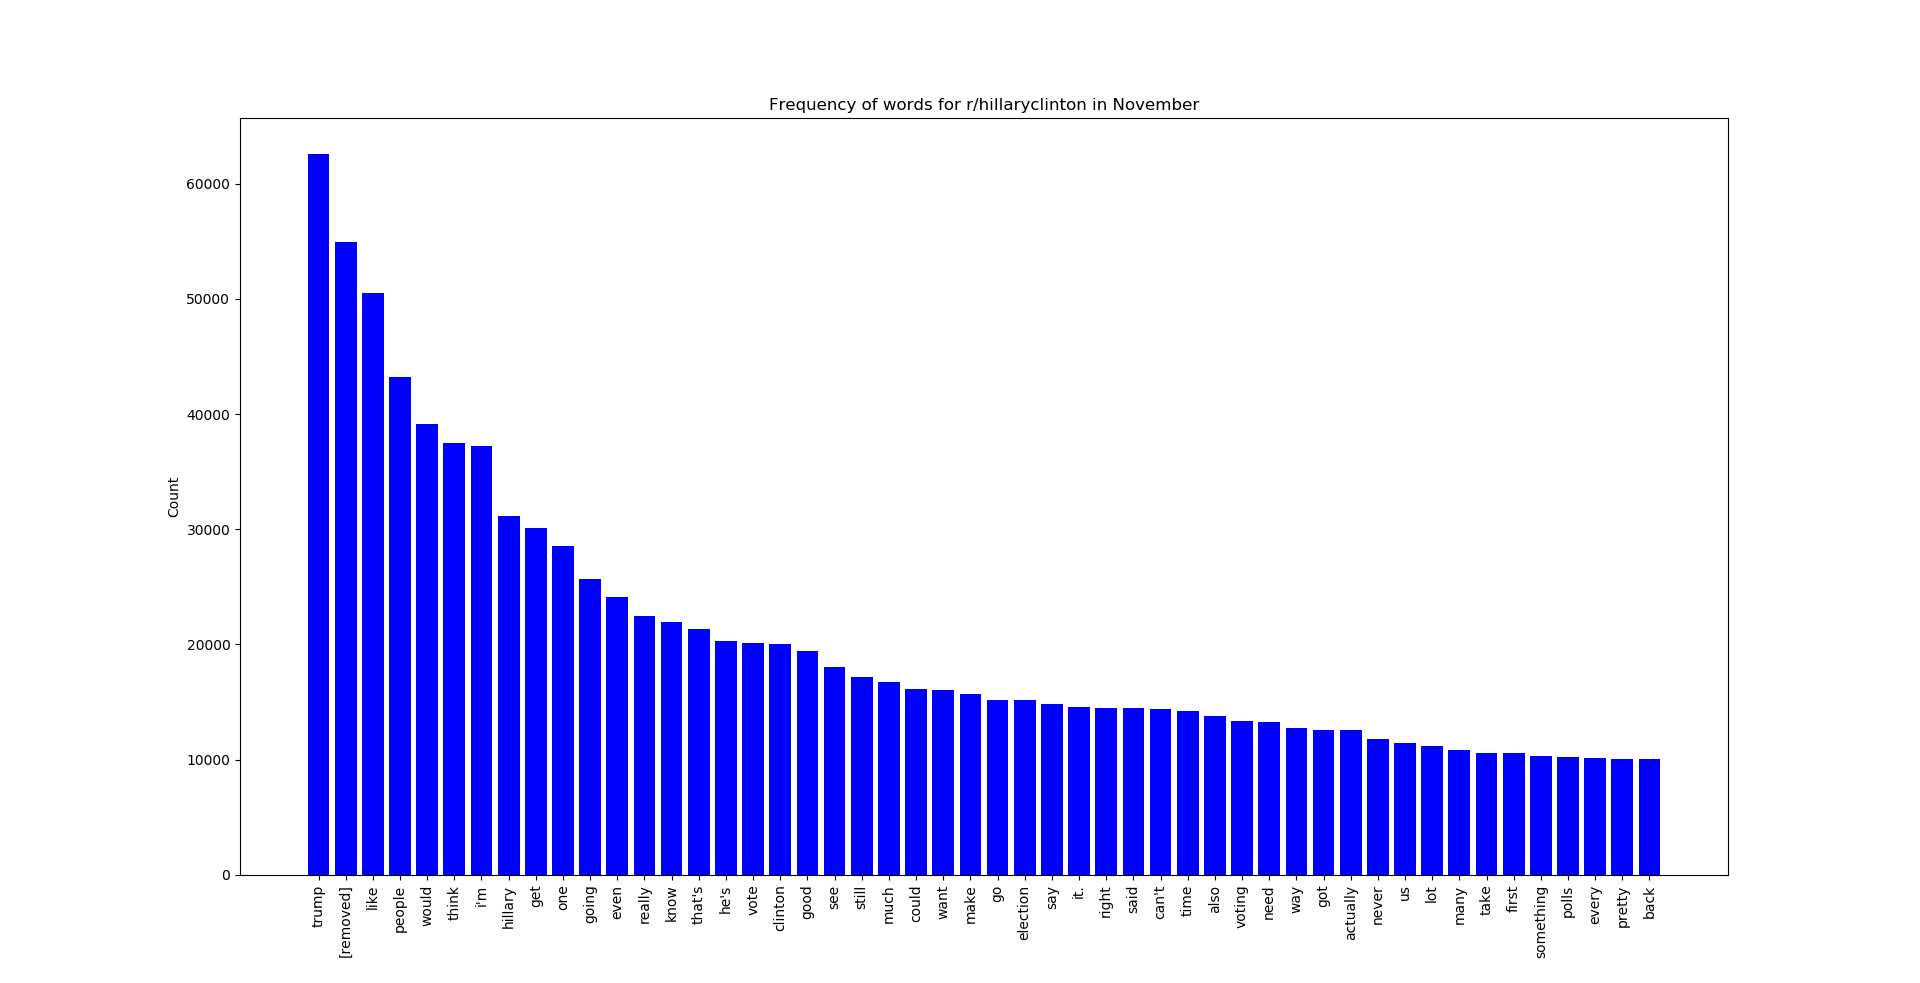 Frequency of words for r/hillaryclinton in November
Count
60000
50000
40000
30000
20000
10000
0
trump
[removed]
like
people
would
think
i'm
hillary
get
one
going
even
really
know
that's
he's
vote
clinton
good
see
still
much
could
want
make
go
election
say
it.
right
said
can't
time
also
voting
need
way
got
actually
never
us
lot
many
take
first
something
polls
every
pretty
back